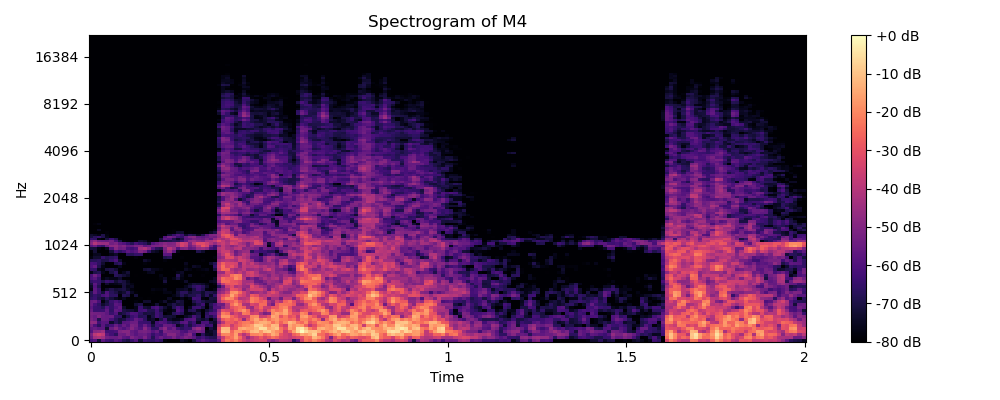 Spectrogram of M4
Hz
16384
8192
4096
2048
1024
512
0
0
0.5
1
1.5
2
Time
+0 dB
-10 dB
-20 dB
-30 dB
-40 dB
-50 dB
-60 dB
-70 dB
-80 dB